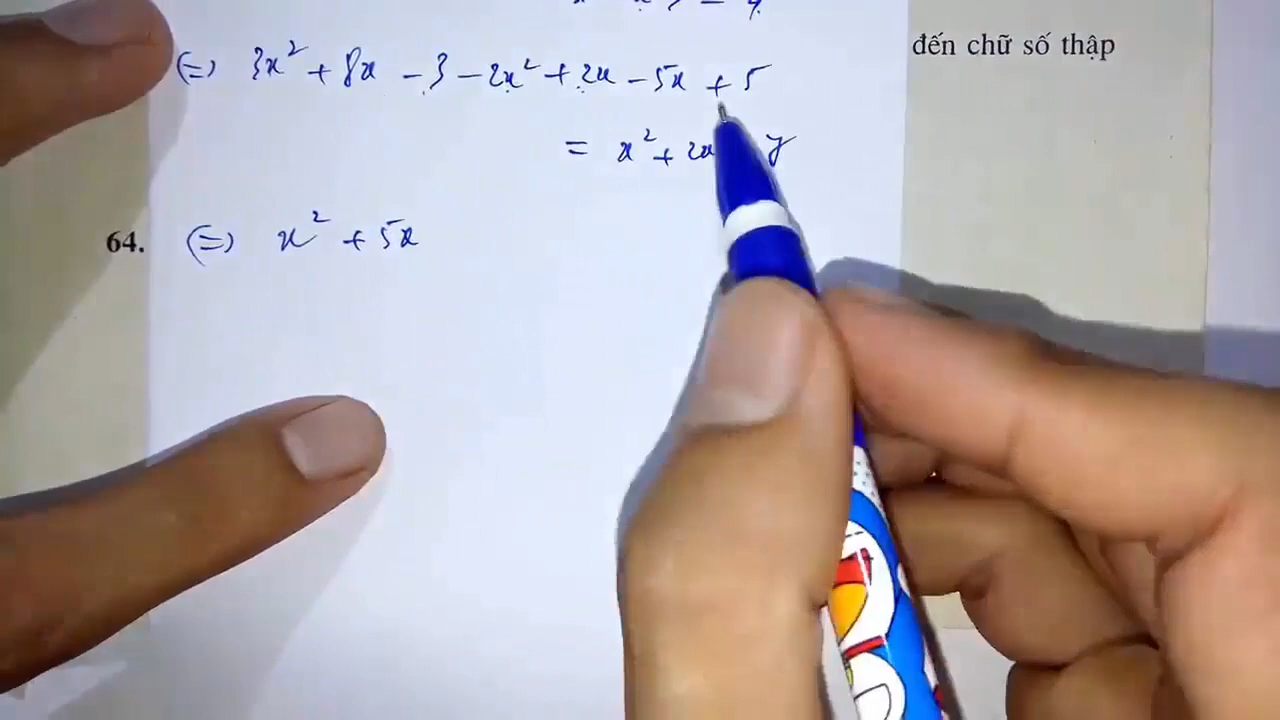 đến chữ số thập
(=) 3x² + 8x - 3 - 2x² + 2x - 5x + 5
= x² + 2x y
64. (=) x² + 5x